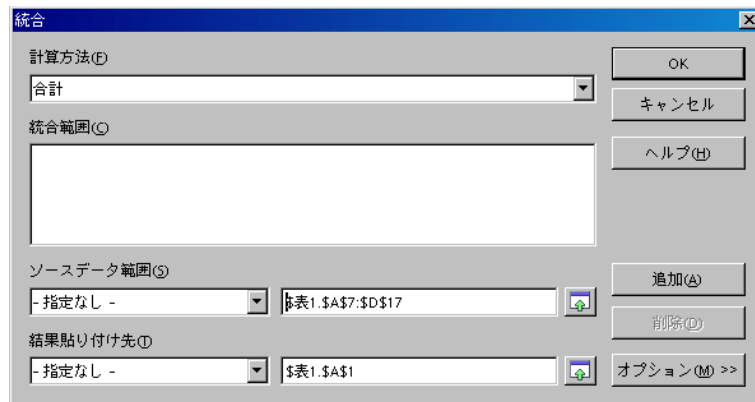 統合
計算方法(F)
合計
統合範囲(C)
ソースデータ範囲(S)
- 指定なし -
$表1.$A$7:$D$17
結果貼り付け先(T)
- 指定なし -
$表1.$A$1
OK
キャンセル
ヘルプ(H)
追加(A)
削除(D)
オプション(M) >>